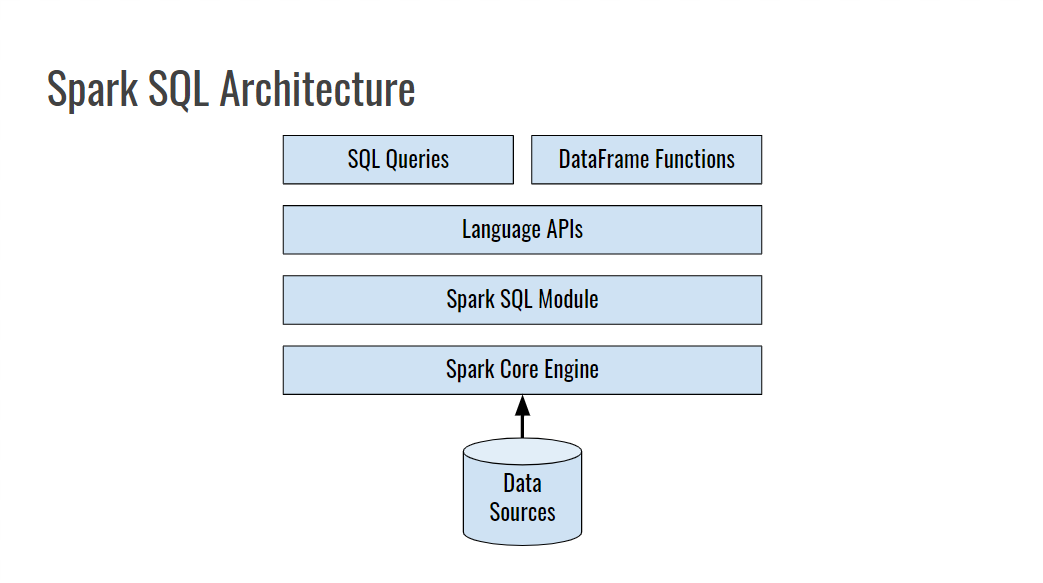 Spark SQL Architecture
SQL Queries
DataFrame Functions
Language APIs
Spark SQL Module
Spark Core Engine
Data
Sources